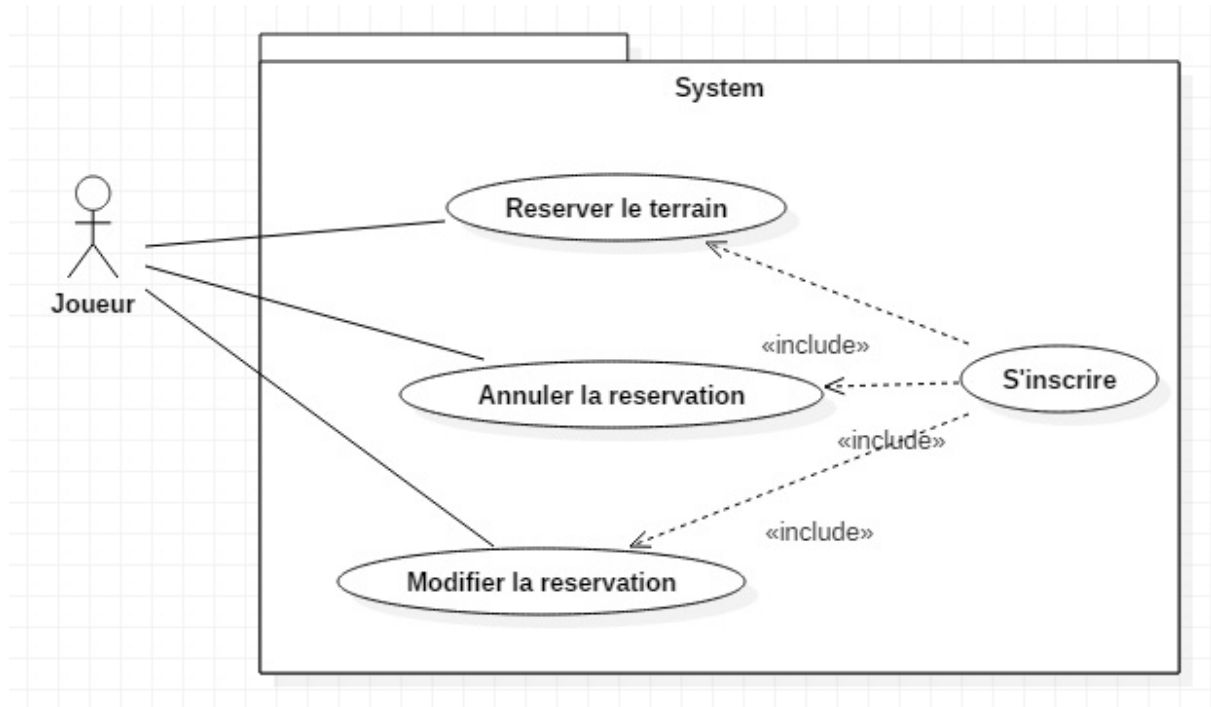 System
Reserver le terrain
Joueur
«include»
S'inscrire
Annuler la reservation
«include»
«include»
Modifier la reservation